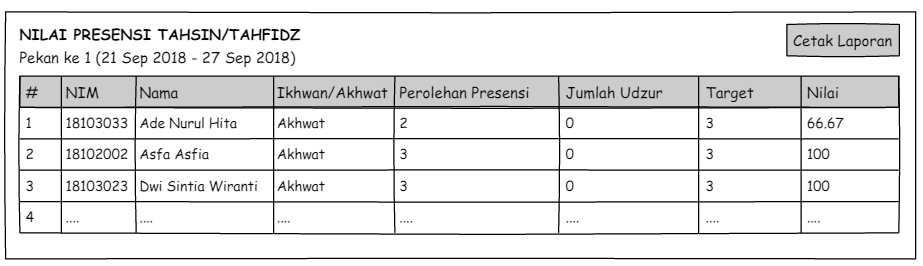 NILAI PRESENSI TAHSIN/TAHFIDZ
Cetak Laporan
Pekan ke 1 (21 Sep 2018 - 27 Sep 2018)
# NIM Nama Ikhwan/Akhwat Perolehan Presensi Jumlah Udzur Target Nilai
1 18103033 Ade Nurul Hita Akhwat 2 0 3 66.67
2 18102002 Asfa Asfia Akhwat 3 0 3 100
3 18103023 Dwi Sintia Wiranti Akhwat 3 0 3 100
4 .... .... .... .... .... .... ....